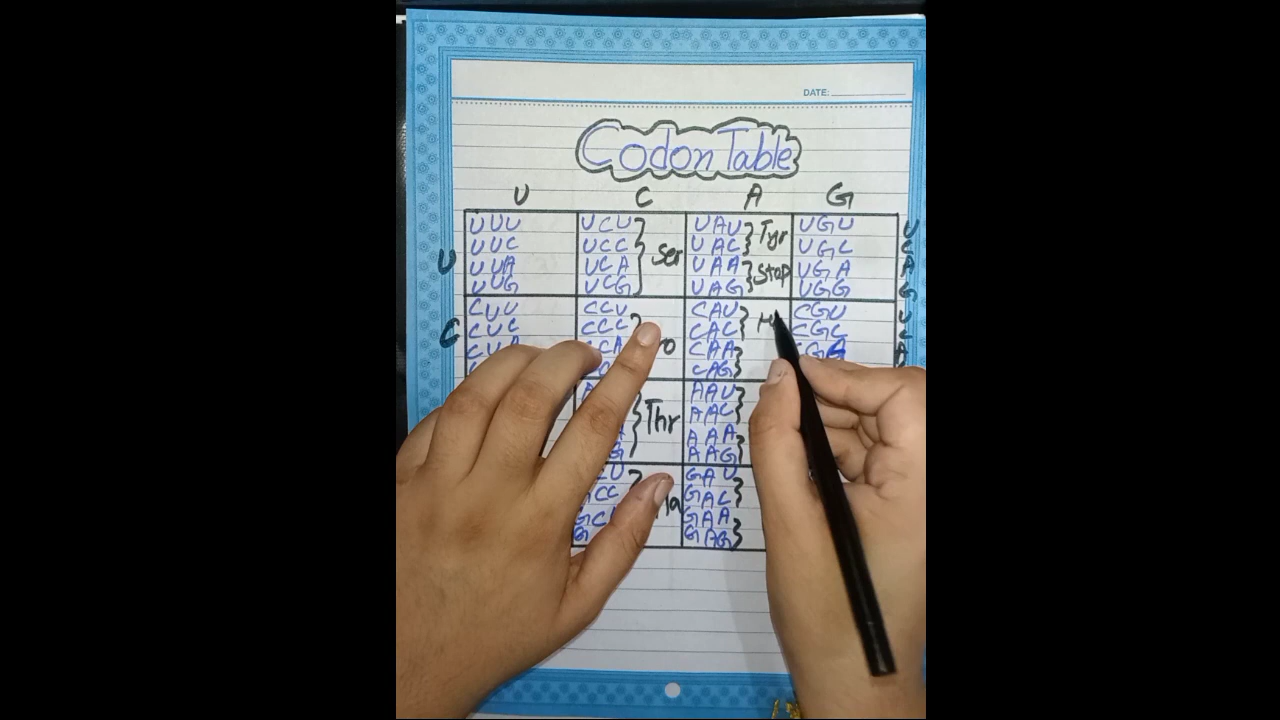 DATE:
Codon Table
U C A G
UUU UCU UAU Tyr UGU U
UUC UCC UAC UGC C
U UUA UCA Ser UAA Stop UGA A
UUG UCG UAG UGG G
CUU CCU CAU CGU U
C CUC CCC CAC CGC C
CAA CGA A
CAG
AAU
Thr AAC
AAA
AAG
GAU
GCC GAC
GAA
GAG